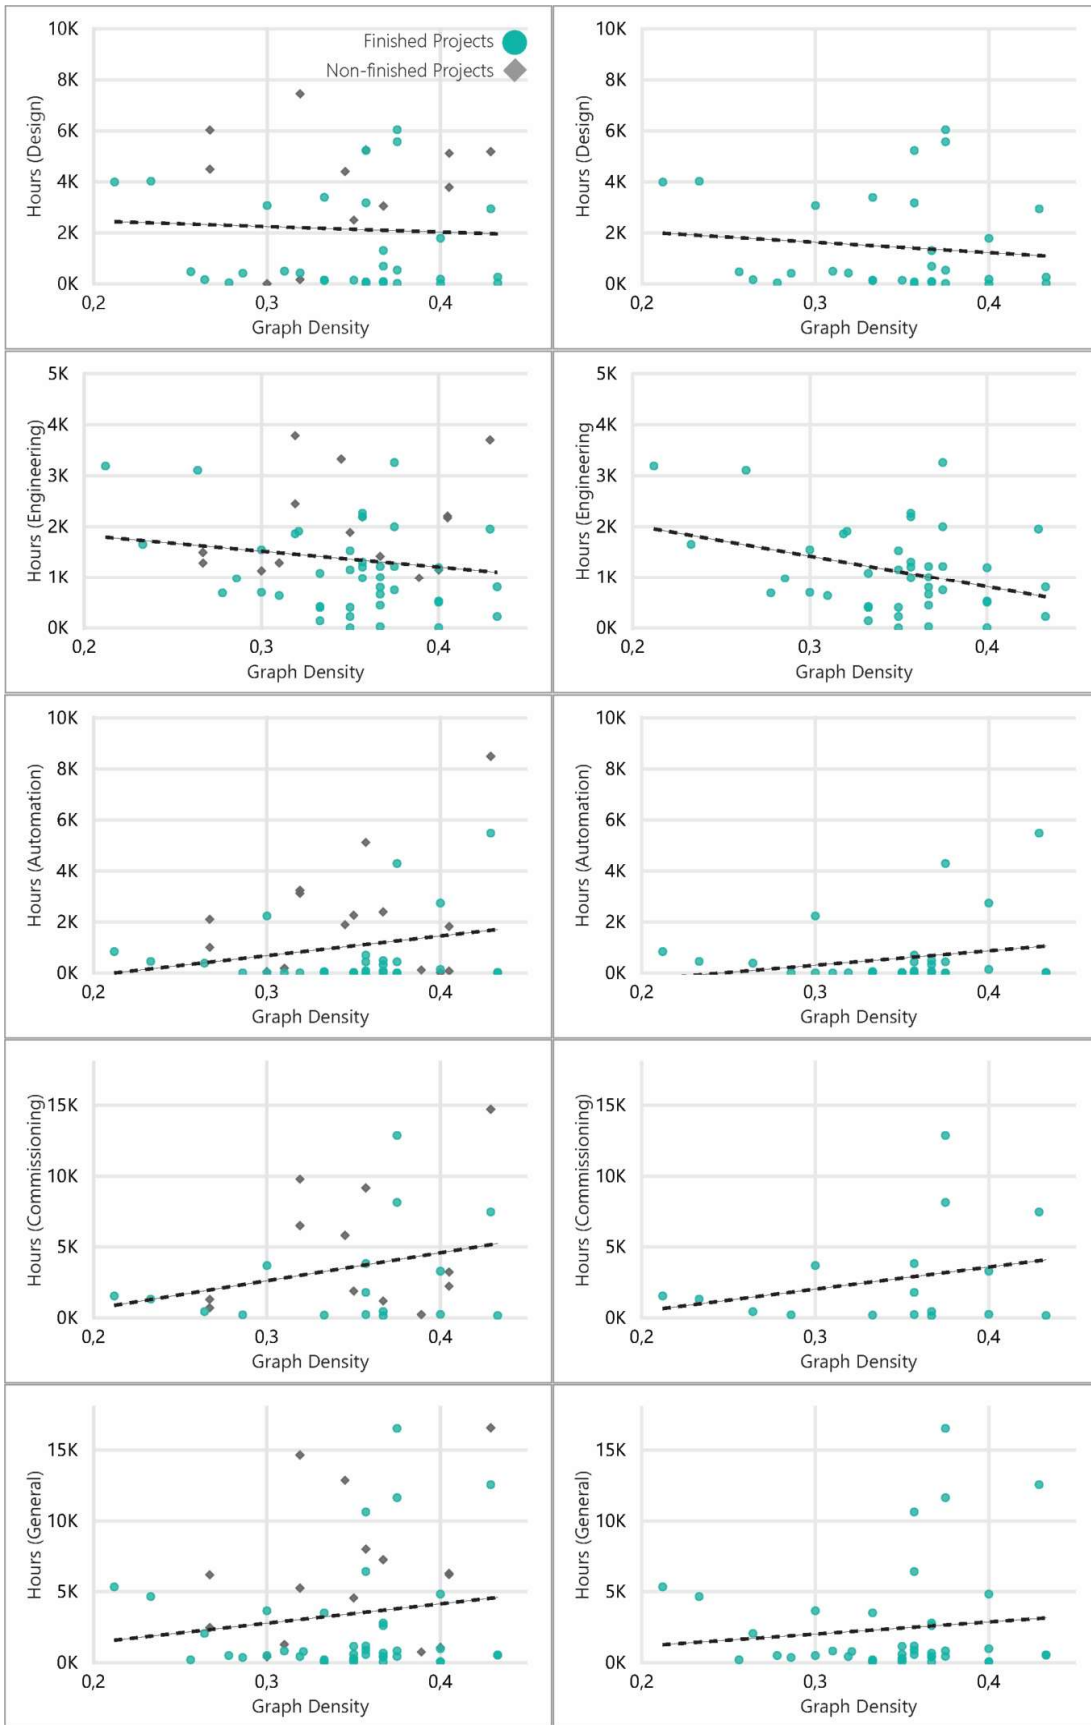 10K
8K
6K
4K
2K
0K
0,2
0,3
0,4
Hours (Design)
Graph Density
Finished Projects
Non-finished Projects
10K
8K
6K
4K
2K
0K
0,2
0,3
0,4
Hours (Design)
Graph Density
5K
4K
3K
2K
1K
0K
0,2
0,3
0,4
Hours (Engineering)
Graph Density
5K
4K
3K
2K
1K
0K
0,2
0,3
0,4
Hours (Engineering
Graph Density
10K
8K
6K
4K
2K
0K
0,2
0,3
0,4
Hours (Automation)
Graph Density
10K
8K
6K
4K
2K
0K
0,2
0,3
0,4
Hours (Automation)
Graph Density
15K
10K
5K
0K
0,2
0,3
0,4
Hours (Commissioning)
Graph Density
15K
10K
5K
0K
0,2
0,3
0,4
Hours (Commissioning)
Graph Density
15K
10K
5K
0K
0,2
0,3
0,4
Hours (General)
Graph Density
15K
10K
5K
0K
0,2
0,3
0,4
Hours (General)
Graph Density